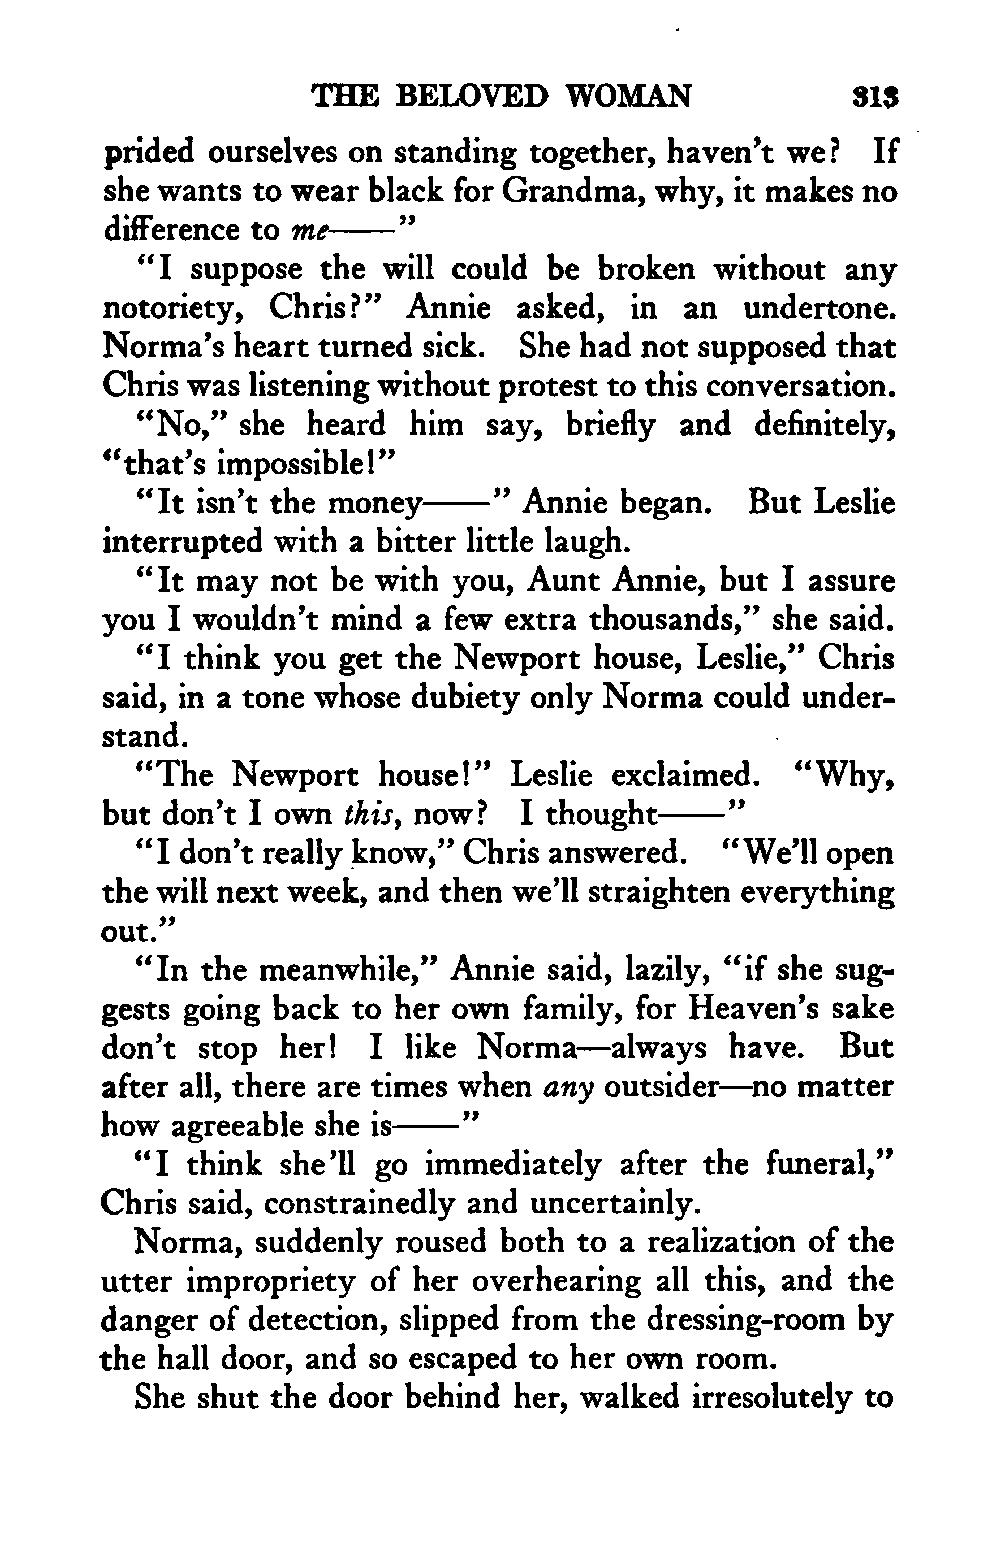 THE BELOVED WOMAN 313
prided ourselves on standing together, haven't we? If
she wants to wear black for Grandma, why, it makes no
difference to me——"
"I suppose the will could be broken without any
notoriety, Chris?" Annie asked, in an undertone.
Norma's heart turned sick. She had not supposed that
Chris was listening without protest to this conversation.
"No," she heard him say, briefly and definitely,
"that's impossible!"
"It isn't the money——" Annie began. But Leslie
interrupted with a bitter little laugh.
"It may not be with you, Aunt Annie, but I assure
you I wouldn't mind a few extra thousands," she said.
"I think you get the Newport house, Leslie," Chris
said, in a tone whose dubiety only Norma could under-
stand.
"The Newport house!" Leslie exclaimed. "Why,
but don't I own this, now? I thought——"
"I don't really know," Chris answered. "We'll open
the will next week, and then we'll straighten everything
out."
"In the meanwhile," Annie said, lazily, "if she sug-
gests going back to her own family, for Heaven's sake
don't stop her! I like Norma—always have. But
after all, there are times when any outsider—no matter
how agreeable she is——"
"I think she'll go immediately after the funeral,"
Chris said, constrainedly and uncertainly.
Norma, suddenly roused both to a realization of the
utter impropriety of her overhearing all this, and the
danger of detection, slipped from the dressing-room by
the hall door, and so escaped to her own room.
She shut the door behind her, walked irresolutely to